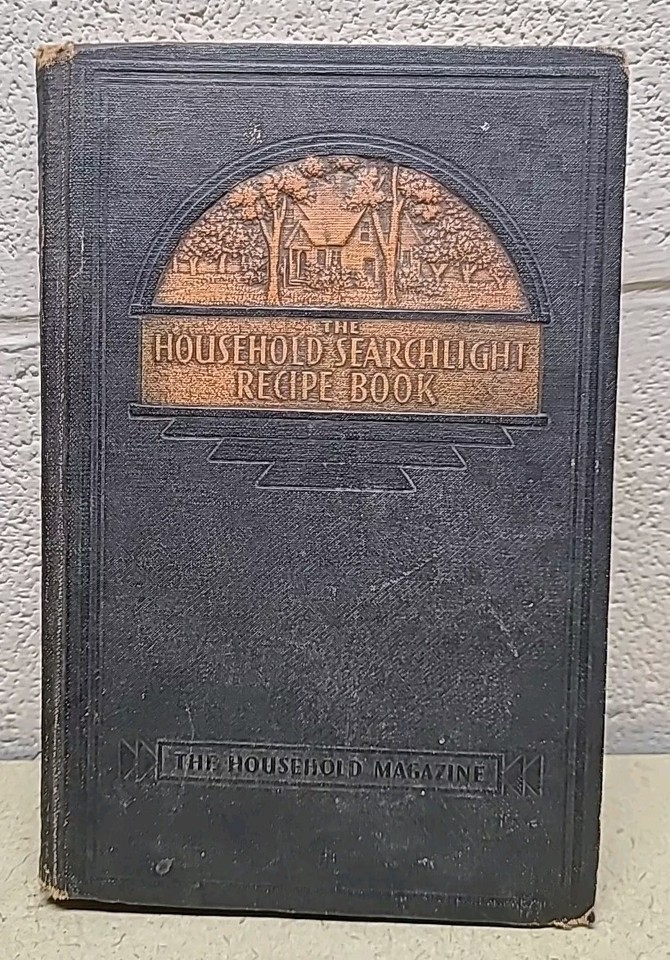 THE
HOUSEHOLD SEARCHLIGHT
RECIPE BOOK
THE HOUSEHOLD MAGAZINE